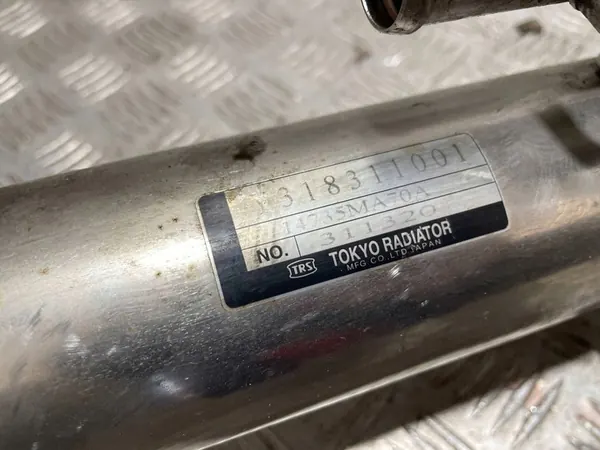 318311001
14735MA70A
NO. 311320
TRS TOKYO RADIATOR
MFG CO.,LTD.JAPAN